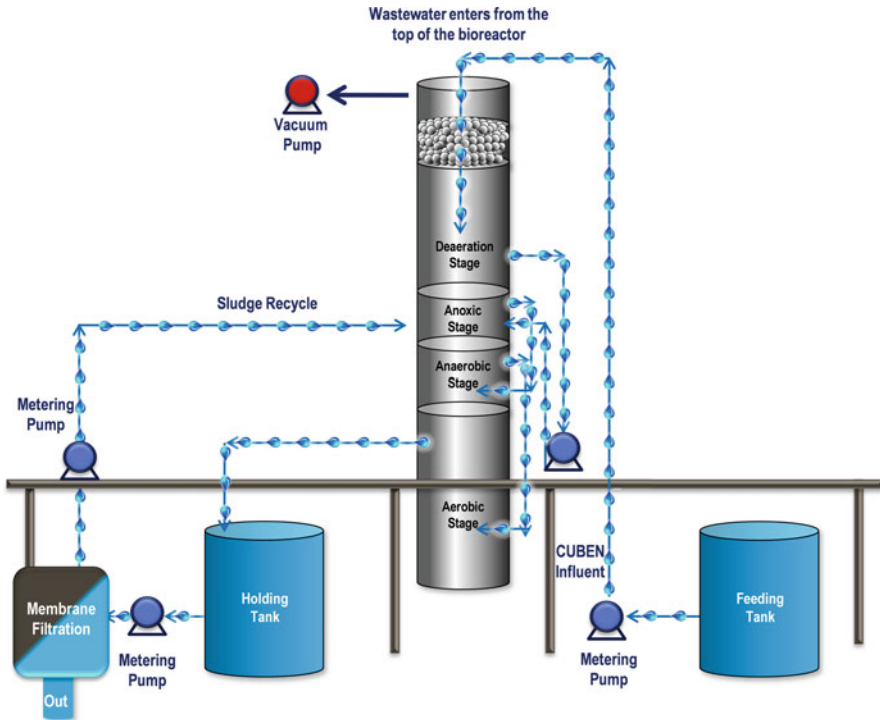 Wastewater enters from the
top of the bioreactor
Vacuum
Pump
Deaeration
Stage
Sludge Recycle
Anoxic
Stage
Anaerobic
Stage
Metering
Pump
Aerobic
Stage
CUBEN
Influent
Membrane
Filtration
Holding
Tank
Feeding
Tank
Metering
Pump
Metering
Pump
Out